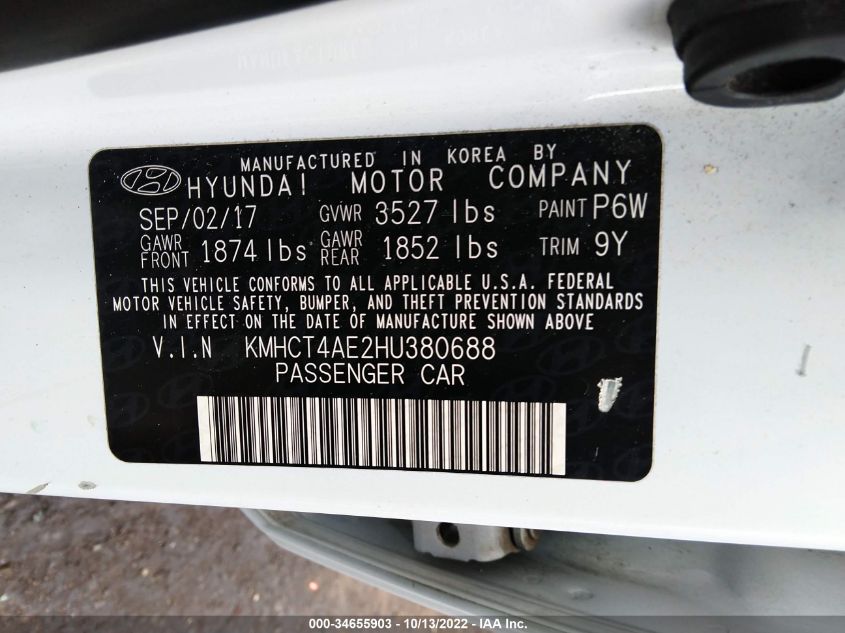 MANUFACTURED IN KOREA BY
HYUNDAI MOTOR COMPANY
SEP/02/17 GVWR 3527 lbs PAINT P6W
GAWR FRONT 1874 lbs GAWR REAR 1852 lbs TRIM 9Y
THIS VEHICLE CONFORMS TO ALL APPLICABLE U.S.A. FEDERAL
MOTOR VEHICLE SAFETY, BUMPER, AND THEFT PREVENTION STANDARDS
IN EFFECT ON THE DATE OF MANUFACTURE SHOWN ABOVE
V.I.N KMHCT4AE2HU380688
PASSENGER CAR
000-34655903 - 10/13/2022 - IAA Inc.